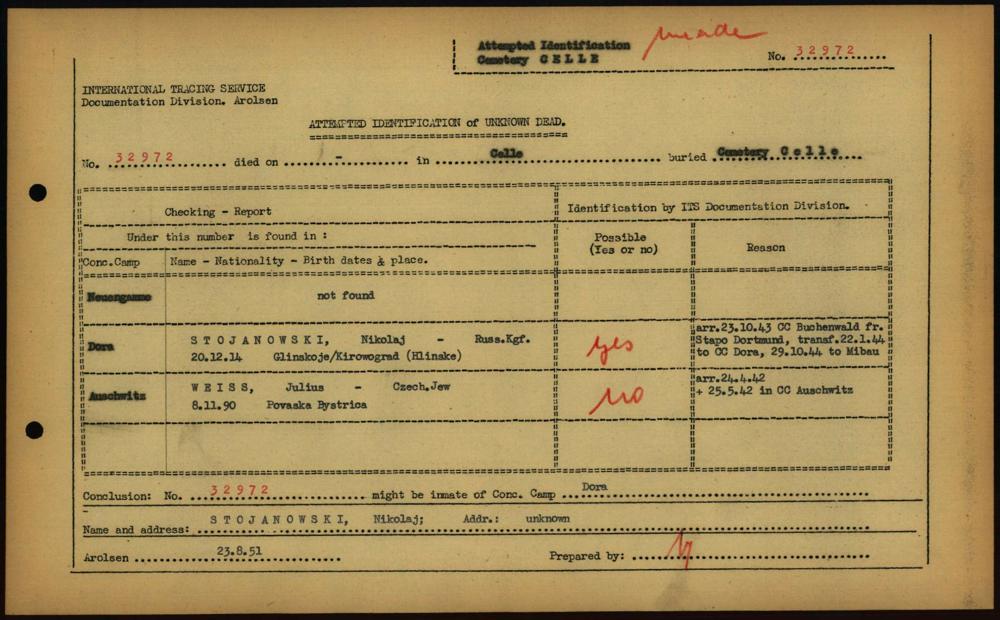 Attempted Identification made
Cemetery C E L L E No. 32972
INTERNATIONAL TRACING SERVICE
Documentation Division. Arolsen
ATTEMPTED IDENTIFICATION of UNKNOWN DEAD.
No. 32972 died on - in Celle buried Cemetery C e l l e
Checking - Report Identification by ITS Documentation Division.
Under this number is found in : Possible (Yes or no) Reason
Conc.Camp Name - Nationality - Birth dates & place.
Neuengamme not found
Dora S T O J A N O W S K I, Nikolaj - Russ.Kgf. yes arr.23.10.43 CC Buchenwald fr.
20.12.14 Glinskoje/Kirowograd (Hlinske) Stapo Dortmund, transf.22.1.44
to CC Dora, 29.10.44 to Mibau
Auschwitz W E I S S, Julius - Czech.Jew no arr.24.4.42
8.11.90 Povaska Bystrica + 25.5.42 in CC Auschwitz
Conclusion: No. 32972 might be inmate of Conc. Camp Dora
Name and address: S T O J A N O W S K I, Nikolaj; Addr.: unknown
Arolsen 23.8.51 Prepared by: